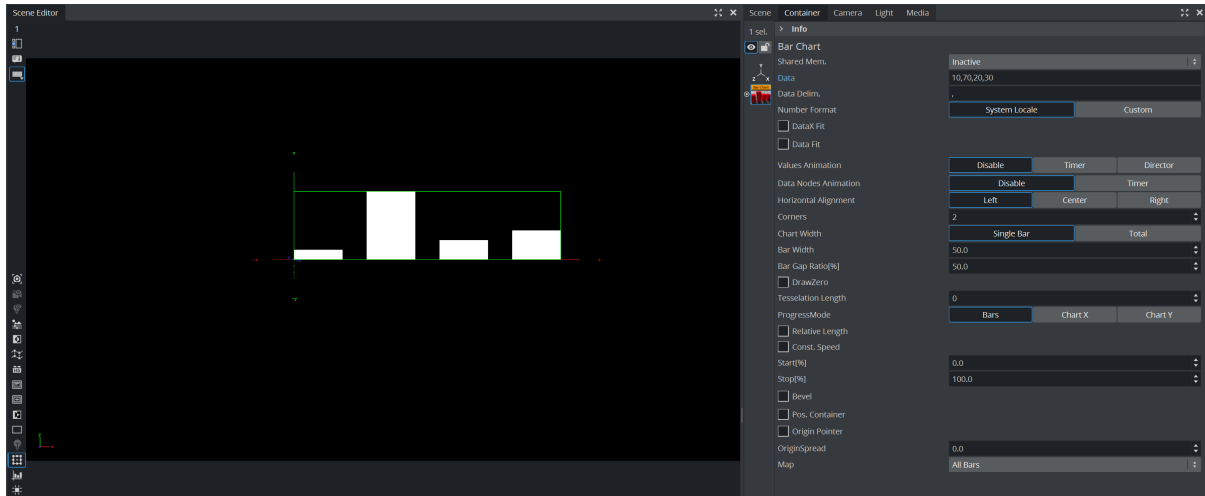 Scene Editor
1
Scene Container Camera Light Media
1 sel. > Info
Bar Chart
Shared Mem. Inactive
Data 10,70,20,30
Data Delim. ,
Number Format System Locale Custom
DataX Fit
Data Fit
Values Animation Disable Timer Director
Data Nodes Animation Disable Timer
Horizontal Alignment Left Center Right
Corners 2
Chart Width Single Bar Total
Bar Width 50.0
Bar Gap Ratio[%] 50.0
DrawZero
Tesselation Length 0
ProgressMode Bars Chart X Chart Y
Relative Length
Const. Speed
Start[%] 0.0
Stop[%] 100.0
Bevel
Pos. Container
Origin Pointer
OriginSpread 0.0
Map All Bars